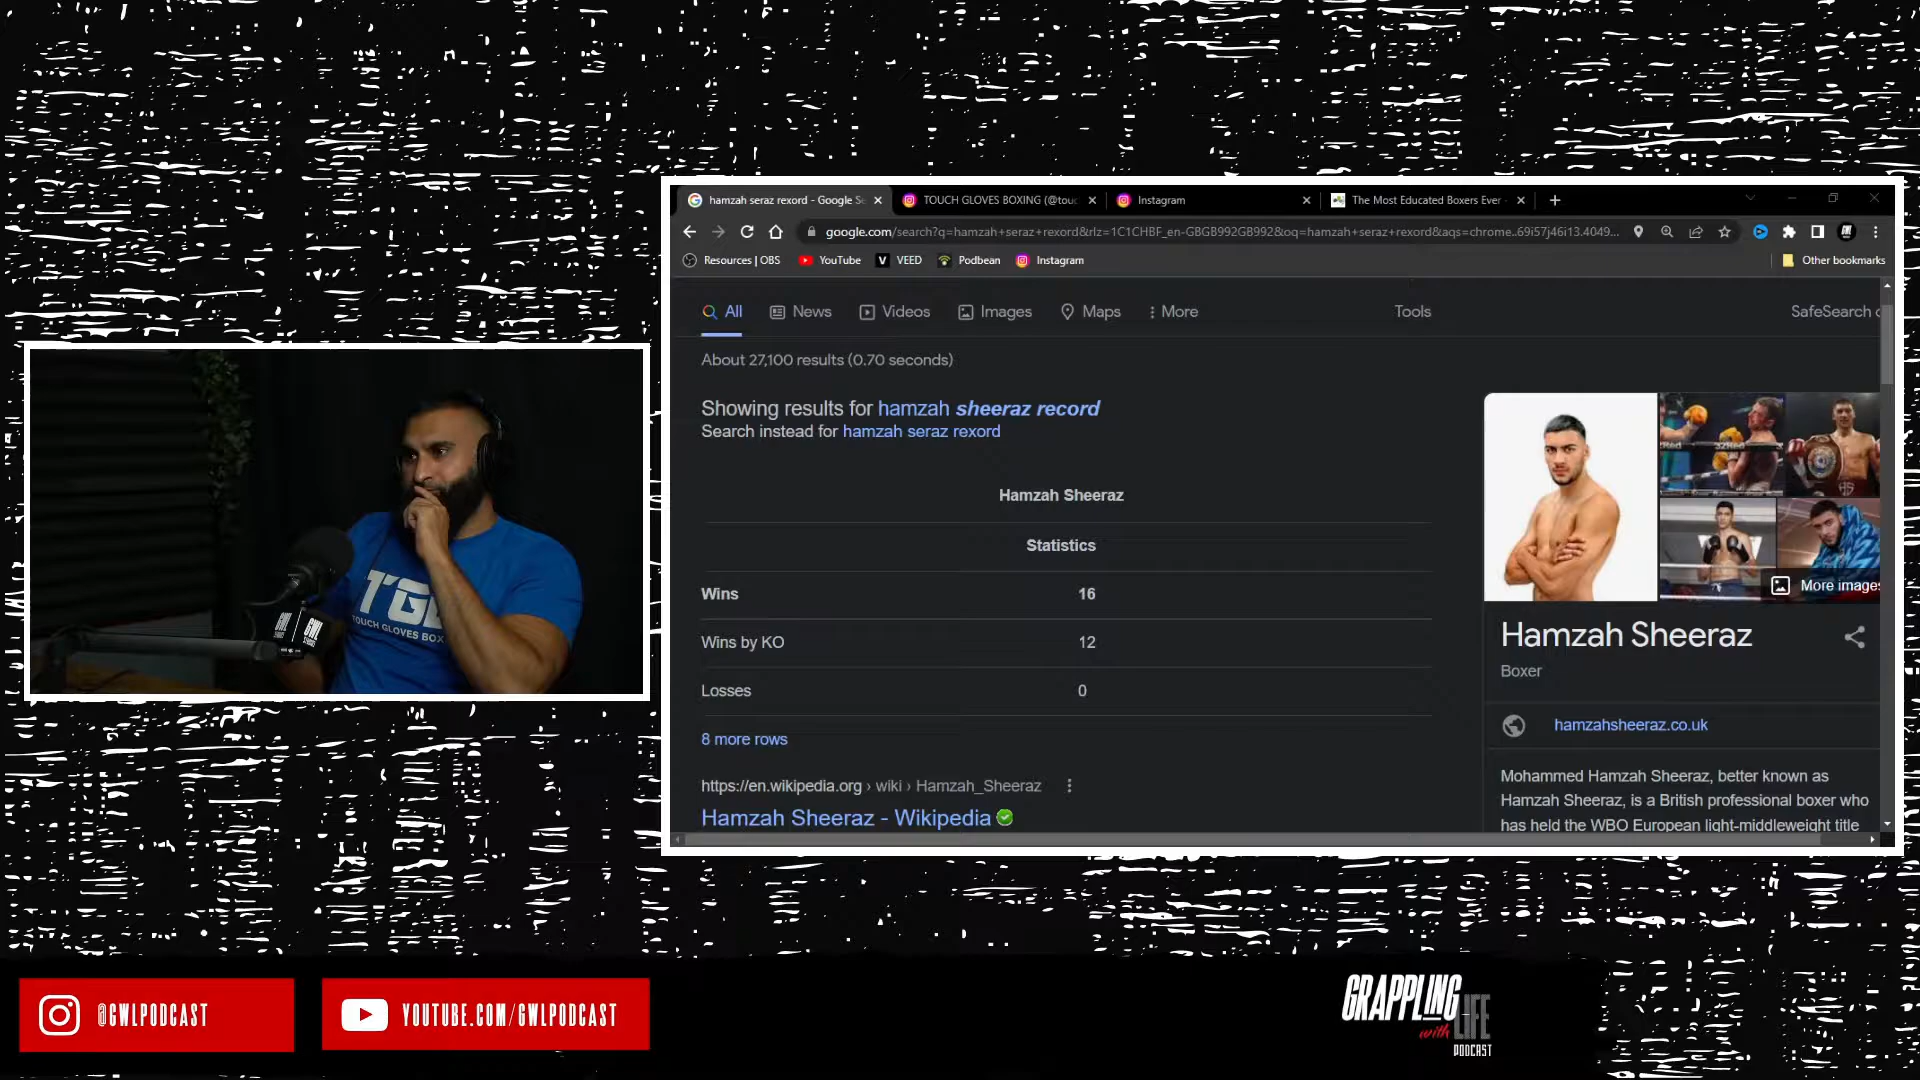 hamzah seraz rexord - Google Se
TOUCH GLOVES BOXING (@touc
Instagram
The Most Educated Boxers Ever
google.com/search?q=hamzah+seraz+rexord&rlz=1C1CHBF_en-GBGB992GB992&oq=hamzah+seraz+rexord&aqs=chrome..69i57j46i13.4049...
Resources | OBS
YouTube
VEED
Podbean
Instagram
Other bookmarks
All
News
Videos
Images
Maps
More
Tools
SafeSearch
About 27,100 results (0.70 seconds)
Showing results for hamzah sheeraz record
Search instead for hamzah seraz rexord
Hamzah Sheeraz
Statistics
Wins 16
Wins by KO 12
Losses 0
8 more rows
https://en.wikipedia.org › wiki › Hamzah_Sheeraz
Hamzah Sheeraz - Wikipedia
More images
Hamzah Sheeraz
Boxer
hamzahsheeraz.co.uk
Mohammed Hamzah Sheeraz, better known as
Hamzah Sheeraz, is a British professional boxer who
has held the WBO European light-middleweight title
TOUCH GLOVES BOX
GWL
@GWLPODCAST
YOUTUBE.COM/GWLPODCAST
GRAPPLING
with LIFE
PODCAST